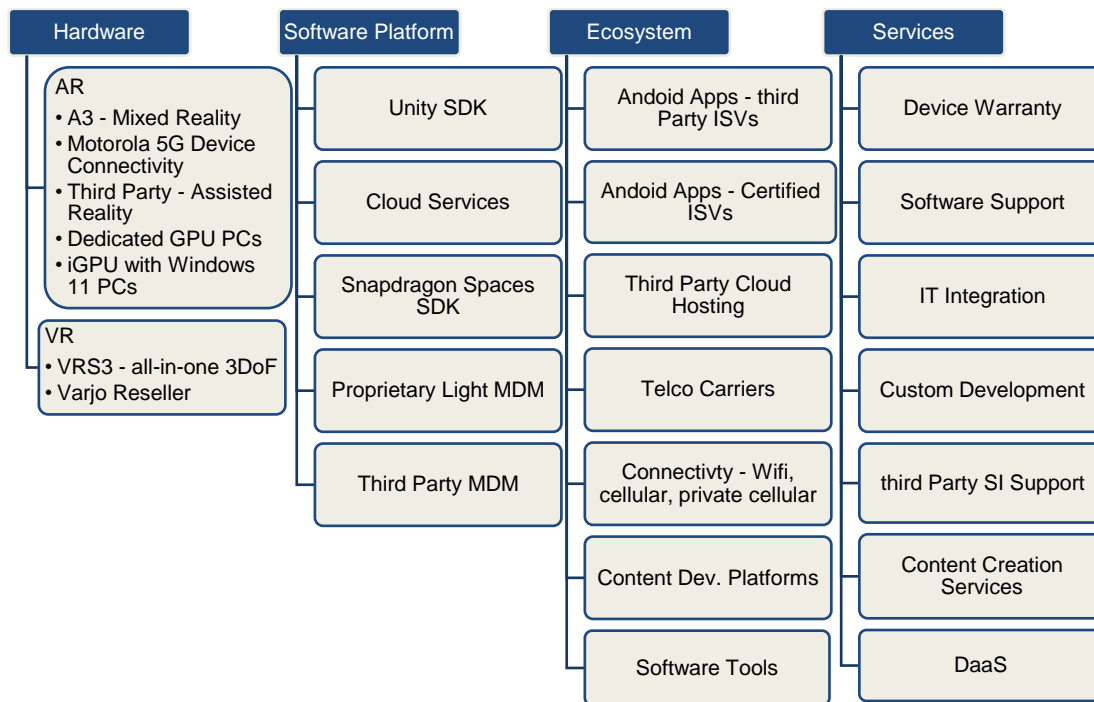 Hardware
AR
• A3 - Mixed Reality
• Motorola 5G Device
Connectivity
• Third Party - Assisted
Reality
• Dedicated GPU PCs
• iGPU with Windows
11 PCs
VR
• VRS3 - all-in-one 3DoF
• Varjo Reseller
Software Platform
Unity SDK
Cloud Services
Snapdragon Spaces
SDK
Proprietary Light MDM
Third Party MDM
Ecosystem
Andoid Apps - third
Party ISVs
Andoid Apps - Certified
ISVs
Third Party Cloud
Hosting
Telco Carriers
Connectivty - Wifi,
cellular, private cellular
Content Dev. Platforms
Software Tools
Services
Device Warranty
Software Support
IT Integration
Custom Development
third Party SI Support
Content Creation
Services
DaaS